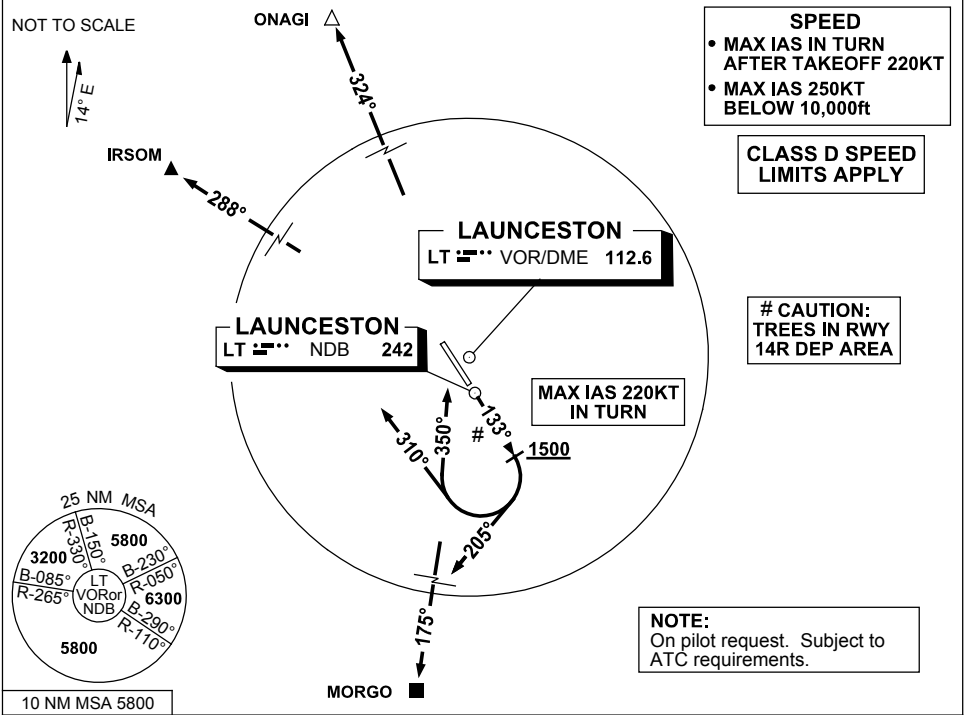 NOT TO SCALE
14° E
ONAGI
324°
IRSOM
288°
SPEED
• MAX IAS IN TURN
AFTER TAKEOFF 220KT
• MAX IAS 250KT
BELOW 10,000ft
CLASS D SPEED
LIMITS APPLY
LAUNCESTON
LT VOR/DME 112.6
LAUNCESTON
LT NDB 242
# CAUTION:
TREES IN RWY
14R DEP AREA
MAX IAS 220KT
IN TURN
133°
#
1500
350°
310°
205°
175°
MORGO
25 NM MSA
B-150°
R-330°
5800
3200
B-230°
R-050°
B-085°
R-265°
LT
VORor
NDB
6300
B-290°
R-110°
5800
10 NM MSA 5800
NOTE:
On pilot request. Subject to
ATC requirements.